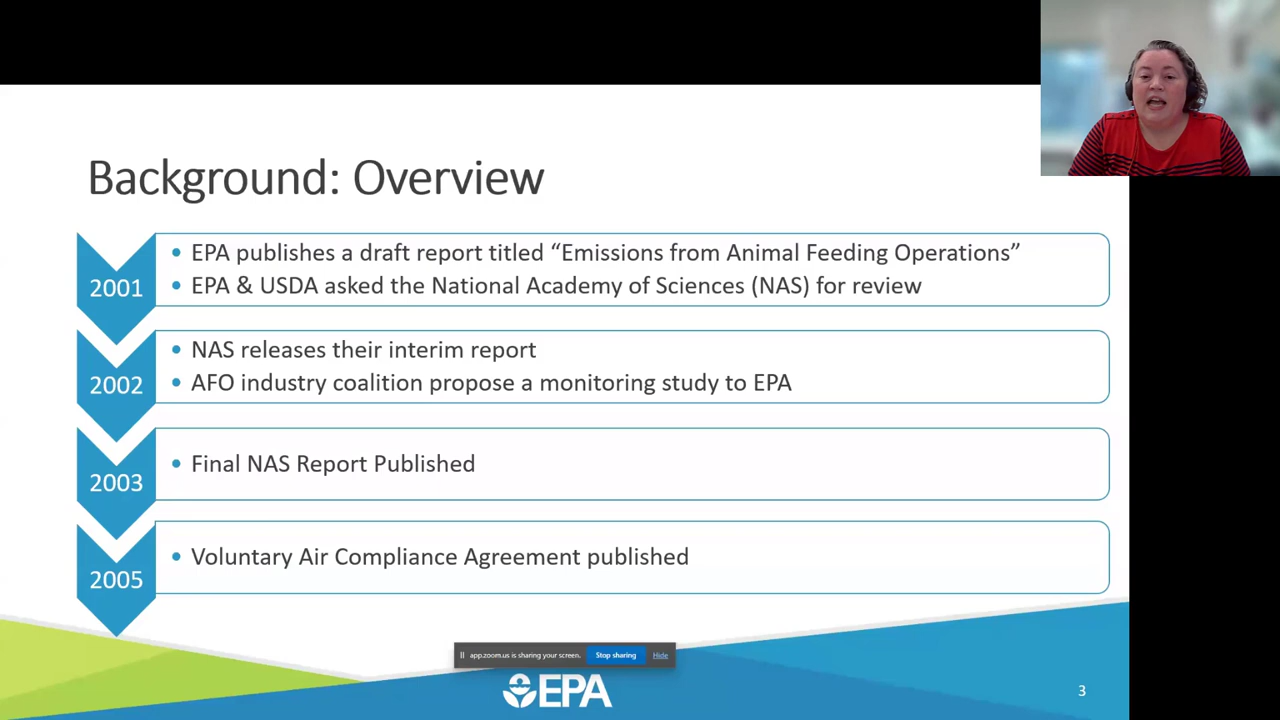 Background: Overview
2001
• EPA publishes a draft report titled “Emissions from Animal Feeding Operations”
• EPA & USDA asked the National Academy of Sciences (NAS) for review
2002
• NAS releases their interim report
• AFO industry coalition propose a monitoring study to EPA
2003
• Final NAS Report Published
2005
• Voluntary Air Compliance Agreement published
app.zoom.us is sharing your screen. Stop sharing Hide
EPA
3